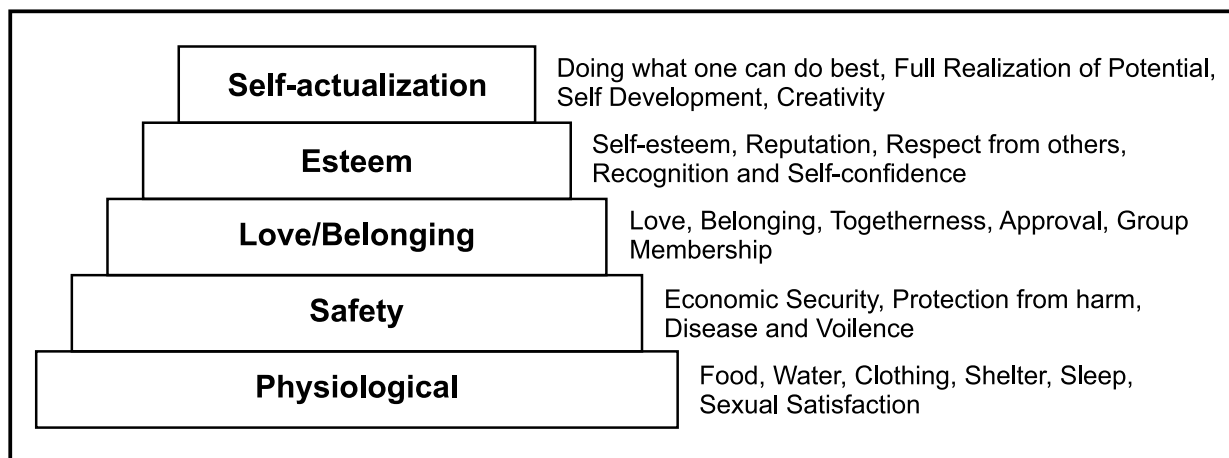 Self-actualization
Doing what one can do best, Full Realization of Potential,
Self Development, Creativity
Esteem
Self-esteem, Reputation, Respect from others,
Recognition and Self-confidence
Love/Belonging
Love, Belonging, Togetherness, Approval, Group
Membership
Safety
Economic Security, Protection from harm,
Disease and Voilence
Physiological
Food, Water, Clothing, Shelter, Sleep,
Sexual Satisfaction